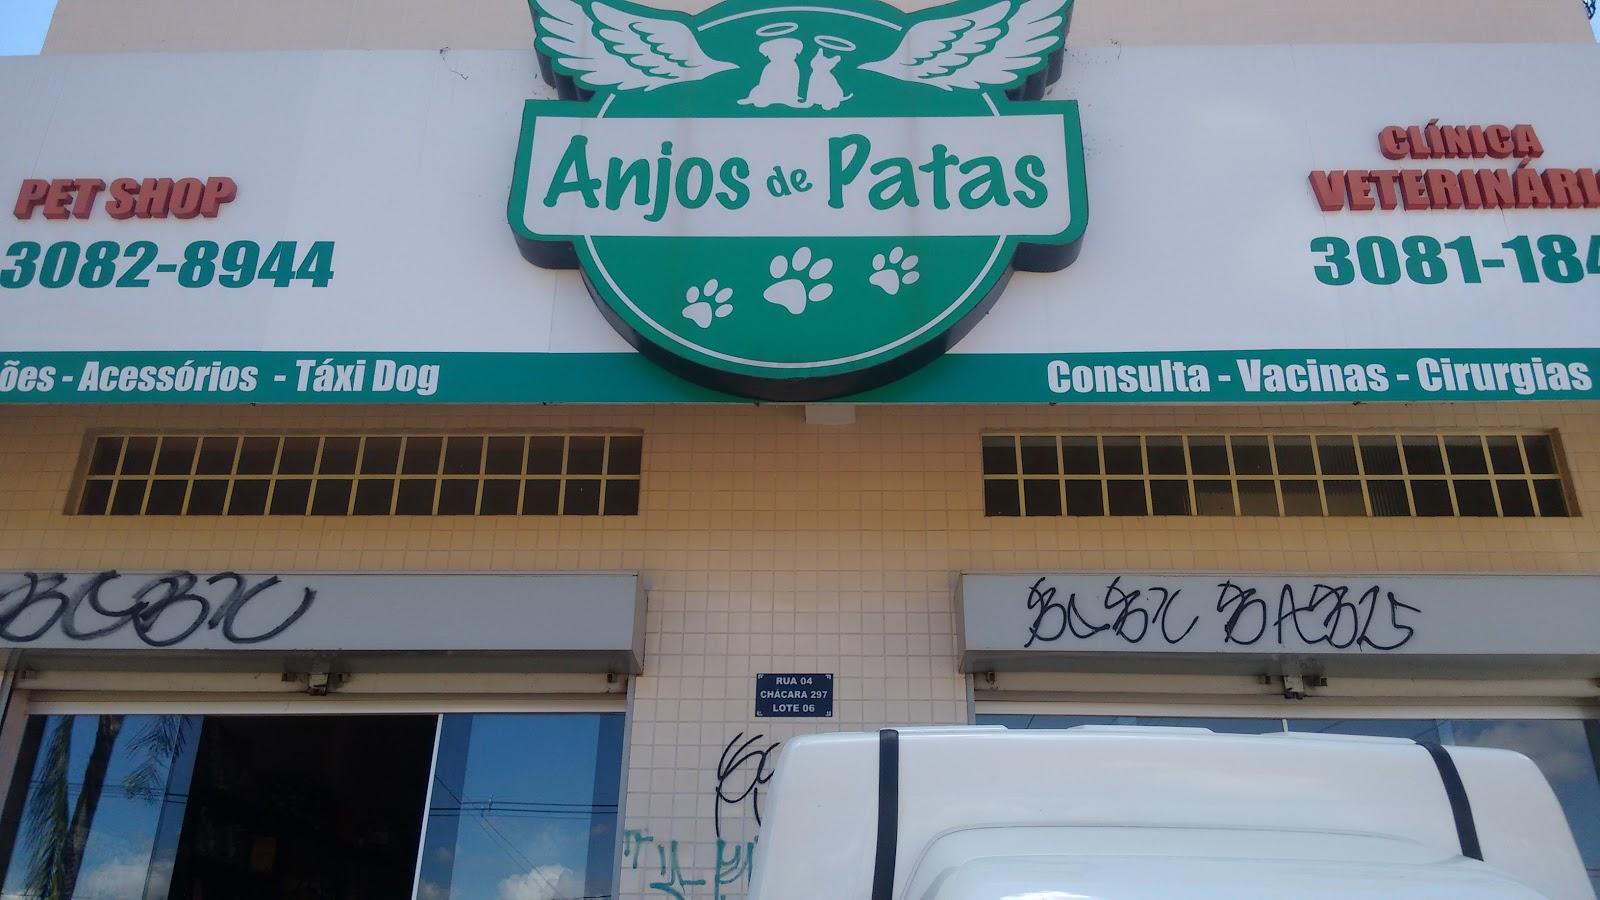 Anjos de Patas
PET SHOP
3082-8944
CLÍNICA
VETERINÁRI
3081-184
ões - Acessórios - Táxi Dog
Consulta - Vacinas - Cirurgias
RUA 04
CHÁCARA 297
LOTE 06